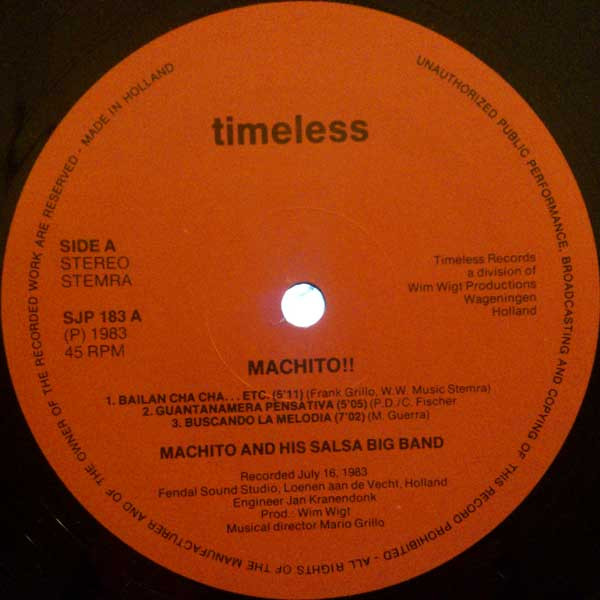 timeless
SIDE A
STEREO
STEMRA
SJP 183 A
(P) 1983
45 RPM
Timeless Records
a division of
Wim Wigt Productions
Wageningen
Holland
MACHITO!!
1. BAILAN CHA CHA. . . ETC. (5'11) (Frank Grillo, W.W. Music Stemra)
2. GUANTANAMERA PENSATIVA (5'05) (P.D./C. Fischer
3. BUSCANDO LA MELODIA (7'02) (M. Guerra)
MACHITO AND HIS SALSA BIG BAND
Recorded July 16, 1983
Fendal Sound Studio, Loenen aan de Vecht, Holland
Engineer Jan Kranendonk
Prod.: Wim Wigt
Musical director Mario Grillo
UNAUTHORIZED PUBLIC PERFORMANCE, BROADCASTING AND COPYING OF THIS RECORD PROHIBITED - ALL RIGHTS OF THE MANUFACTURER AND OF THE OWNER OF THE RECORDED WORK ARE RESERVED - MADE IN HOLLAND